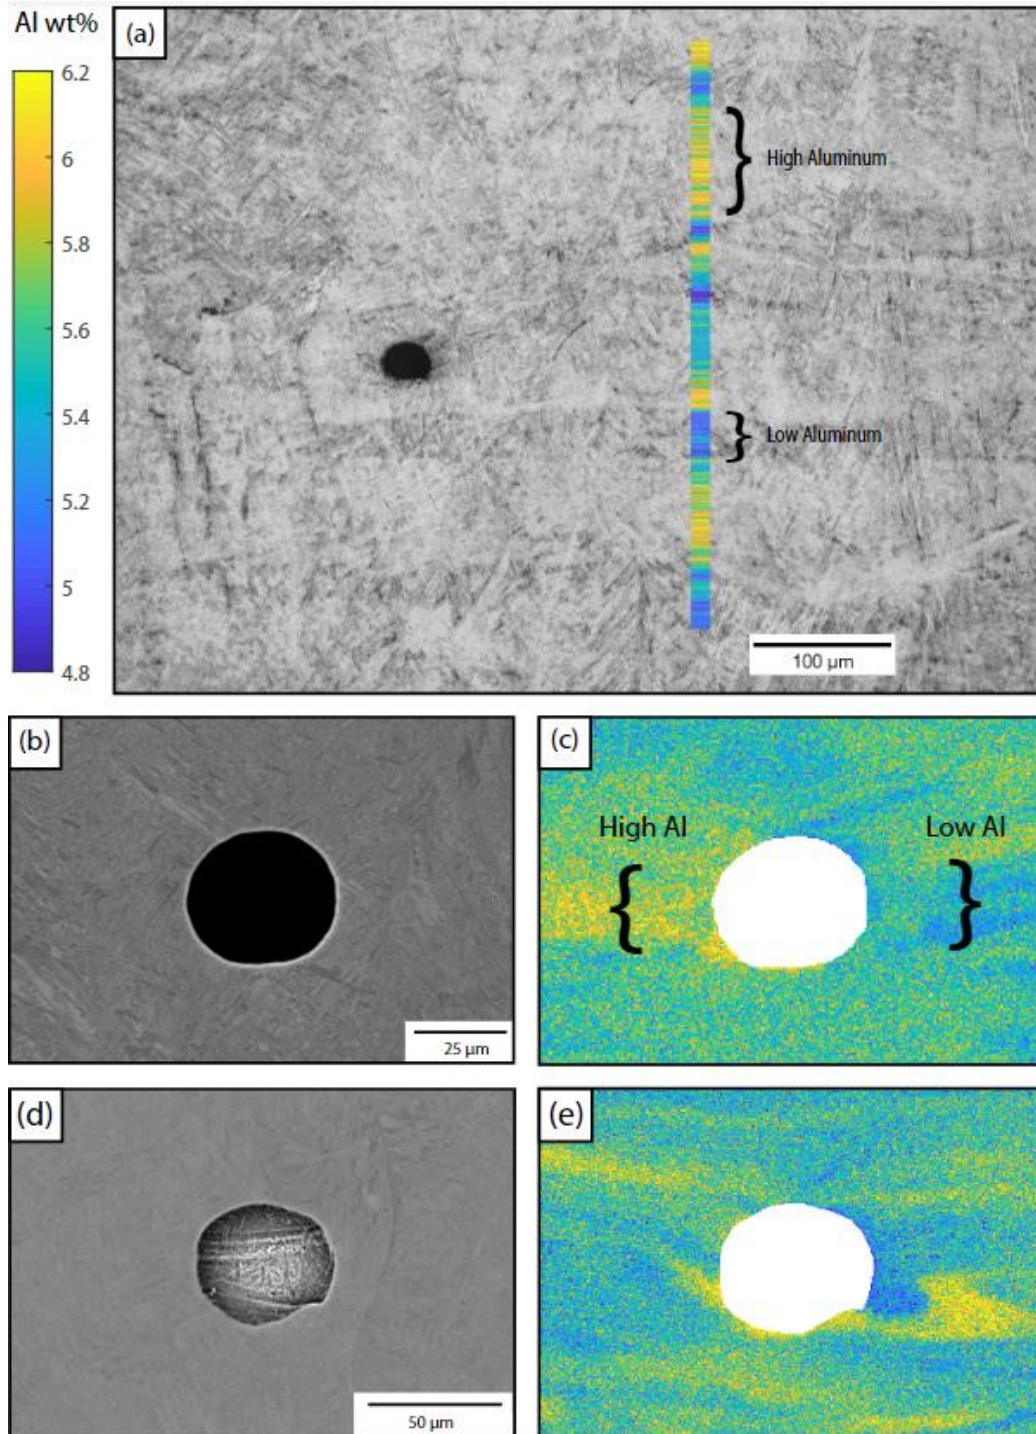 Al wt%
(a)
6.2
6
5.8
5.6
5.4
5.2
5
4.8
High Aluminum
Low Aluminum
100 µm
(b)
25 µm
(c)
High Al
Low Al
(d)
50 µm
(e)